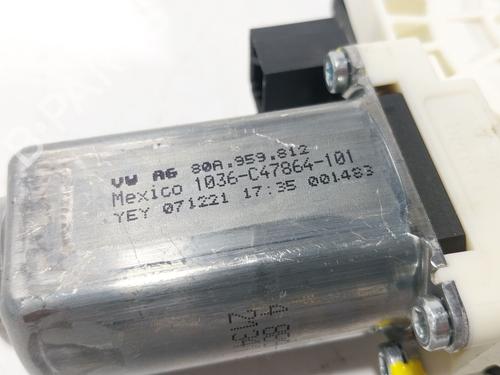 VW AG 80A.959.812
Mexico 1036-C47864-101
YEY 071221 17:35 001483